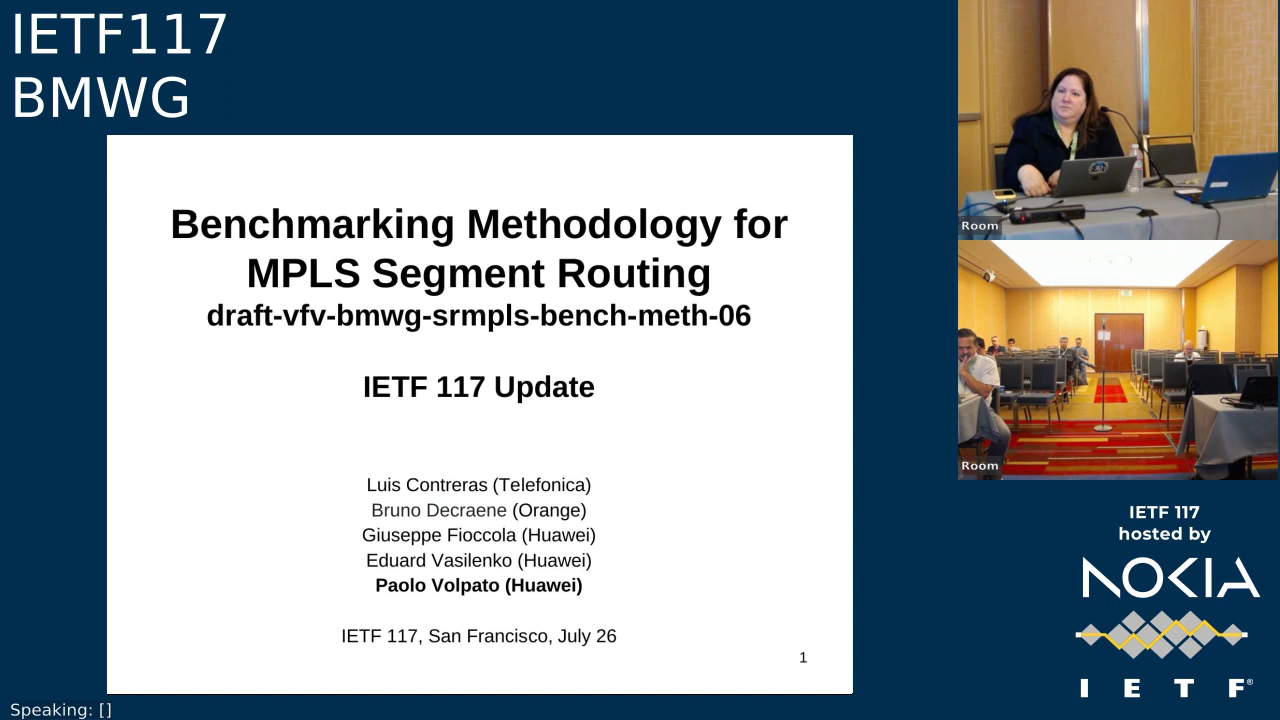 IETF117
BMWG
Benchmarking Methodology for
MPLS Segment Routing
draft-vfv-bmwg-srmpls-bench-meth-06
IETF 117 Update
Luis Contreras (Telefonica)
Bruno Decraene (Orange)
Giuseppe Fioccola (Huawei)
Eduard Vasilenko (Huawei)
Paolo Volpato (Huawei)
IETF 117, San Francisco, July 26
1
Room
Room
IETF 117
hosted by
NOKIA
I E T F®
Speaking: []